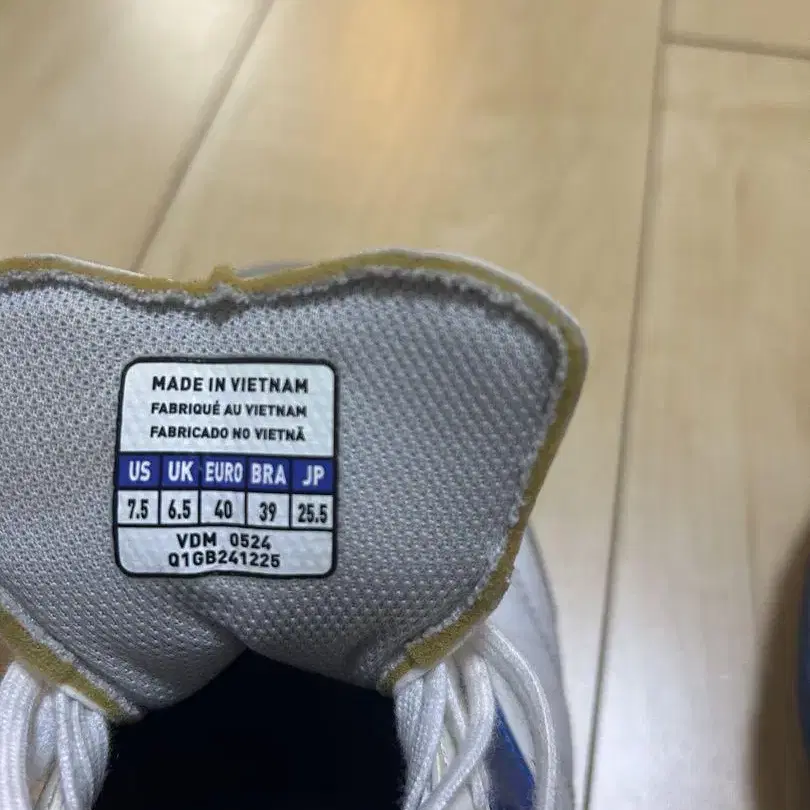 MADE IN VIETNAM
FABRIQUÉ AU VIETNAM
FABRICADO NO VIETNÃ
US UK EURO BRA JP
7.5 6.5 40 39 25.5
VDM 0524
Q1GB241225